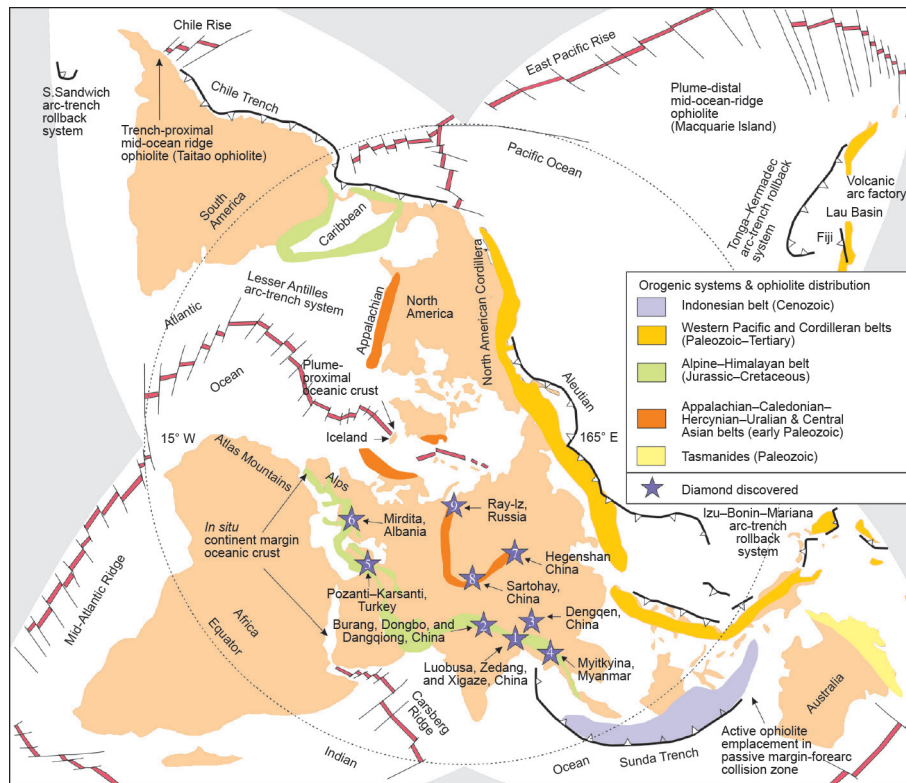 Chile Rise
S.Sandwich
arc-trench
rollback
system
Chile Trench
Trench-proximal
mid-ocean ridge
ophiolite (Taitao ophiolite)
East Pacific Rise
Plume-distal
mid-ocean-ridge
ophiolite
(Macquarie Island)
Pacific Ocean
South
America
Caribbean
Tonga–Kermadec
arc-trench rollback
system
Volcanic
arc factory
Lau Basin
Fiji
Lesser Antilles
arc-trench system
Atlantic
Ocean
Appalachian
North
America
North American Cordillera
Aleutian
Plume-
proximal
oceanic crust
Iceland
15° W
165° E
Orogenic systems & ophiolite distribution
Indonesian belt (Cenozoic)
Western Pacific and Cordilleran belts
(Paleozoic–Tertiary)
Alpine–Himalayan belt
(Jurassic–Cretaceous)
Appalachian–Caledonian–
Hercynian–Uralian & Central
Asian belts (early Paleozoic)
Tasmanides (Paleozoic)
Diamond discovered
Izu–Bonin–Mariana
arc-trench
rollback
system
Atlas Mountains
Alps
In situ
continent margin
oceanic crust
6
Mirdita,
Albania
9
Ray-Iz,
Russia
7
Hegenshan
China
8
Sartohay,
China
5
Pozanti–Karsanti,
Turkey
Burang, Dongbo, and
Dangqiong, China
Dengqen,
China
1
Luobusa, Zedang,
and Xigaze, China
4
Myitkyina,
Myanmar
Mid-Atlantic Ridge
Africa
Equator
Carsberg
Ridge
Indian
Ocean
Sunda Trench
Australia
Active ophiolite
emplacement in
passive margin-forearc
collision zone